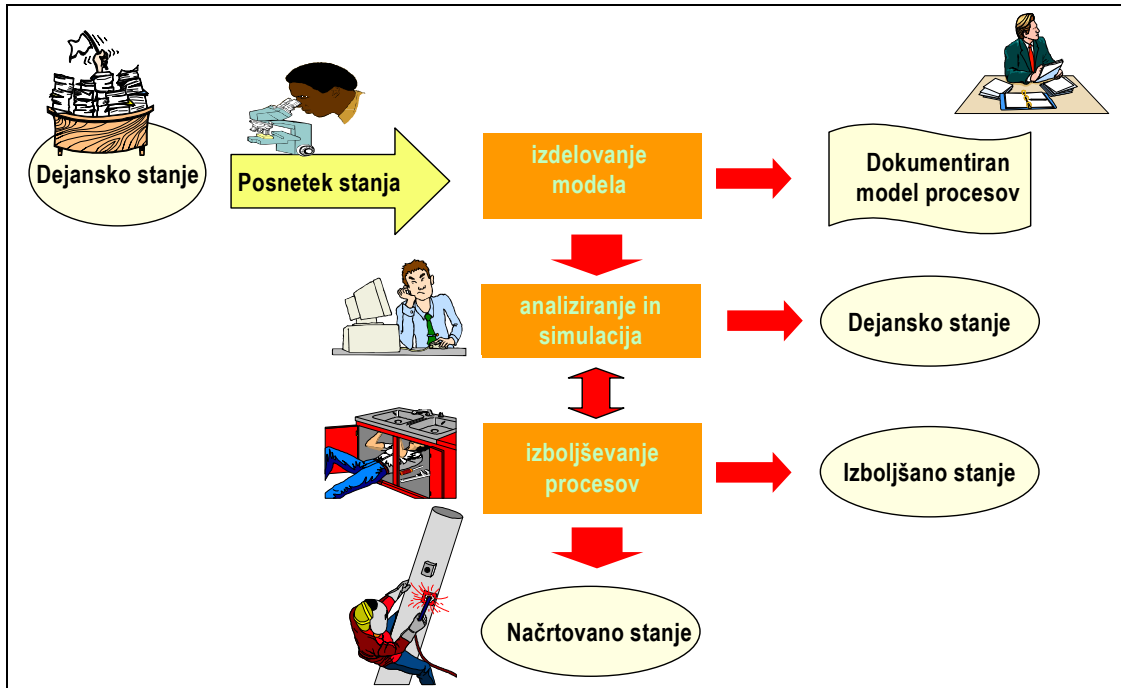 Dejansko stanje
Posnetek stanja
izdelovanje
modela
Dokumentiran
model procesov
analiziranje in
simulacija
Dejansko stanje
izboljševanje
procesov
Izboljšano stanje
Načrtovano stanje